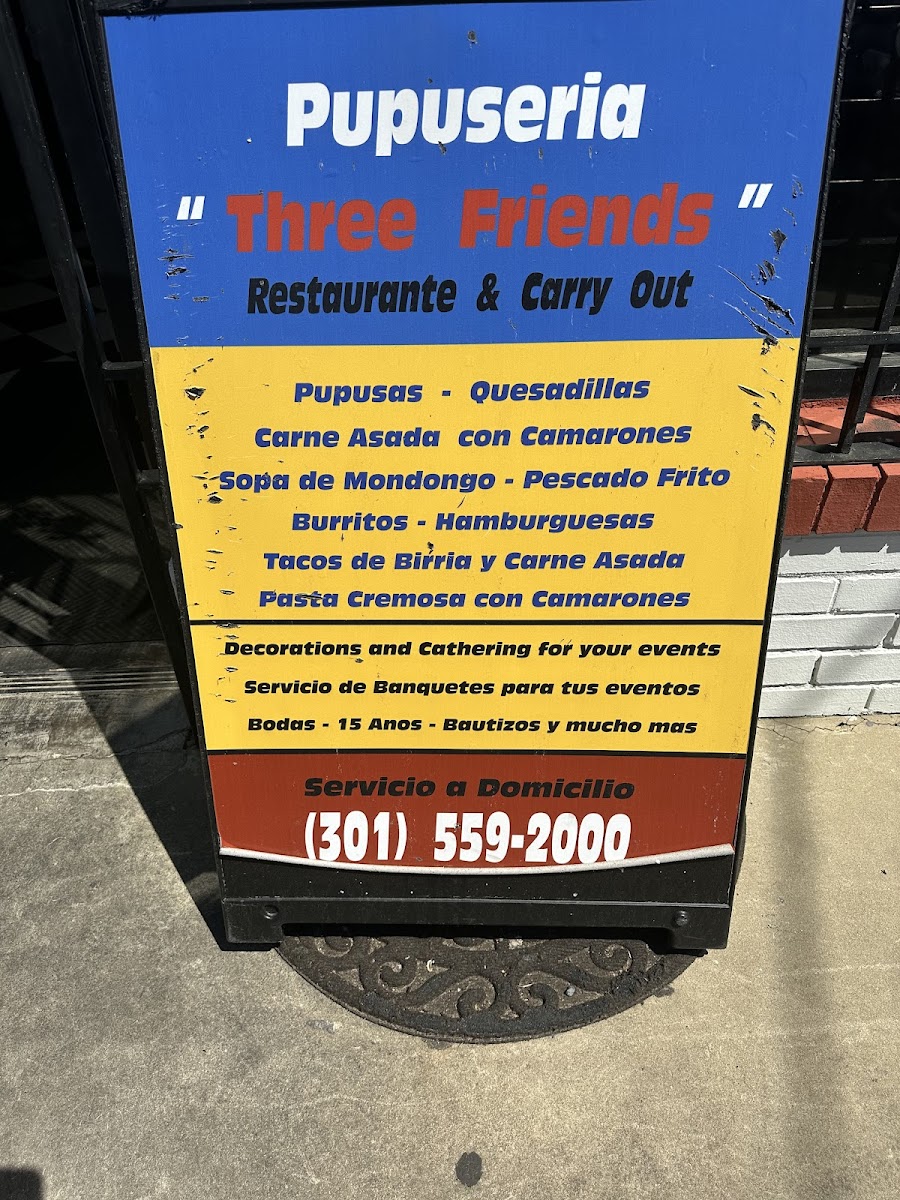 Pupuseria
" Three Friends "
Restaurante & Carry Out
Pupusas - Quesadillas
Carne Asada con Camarones
Sopa de Mondongo - Pescado Frito
Burritos - Hamburguesas
Tacos de Birria y Carne Asada
Pasta Cremosa con Camarones
Decorations and Cathering for your events
Servicio de Banquetes para tus eventos
Bodas - 15 Anos - Bautizos y mucho mas
Servicio a Domicilio
(301) 559-2000